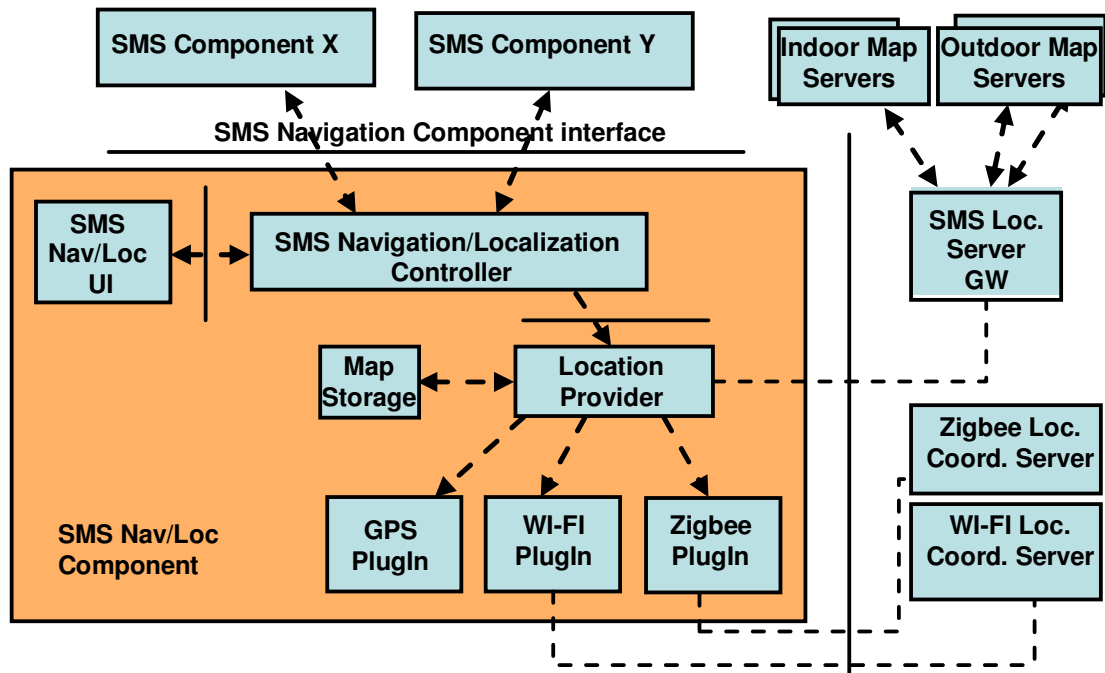 SMS Component X
SMS Component Y
Indoor Map
Servers
Outdoor Map
Servers
SMS Navigation Component interface
SMS
Nav/Loc
UI
SMS Navigation/Localization
Controller
SMS Loc.
Server
GW
Map
Storage
Location
Provider
Zigbee Loc.
Coord. Server
SMS Nav/Loc
Component
GPS
PlugIn
WI-FI
PlugIn
Zigbee
PlugIn
WI-FI Loc.
Coord. Server